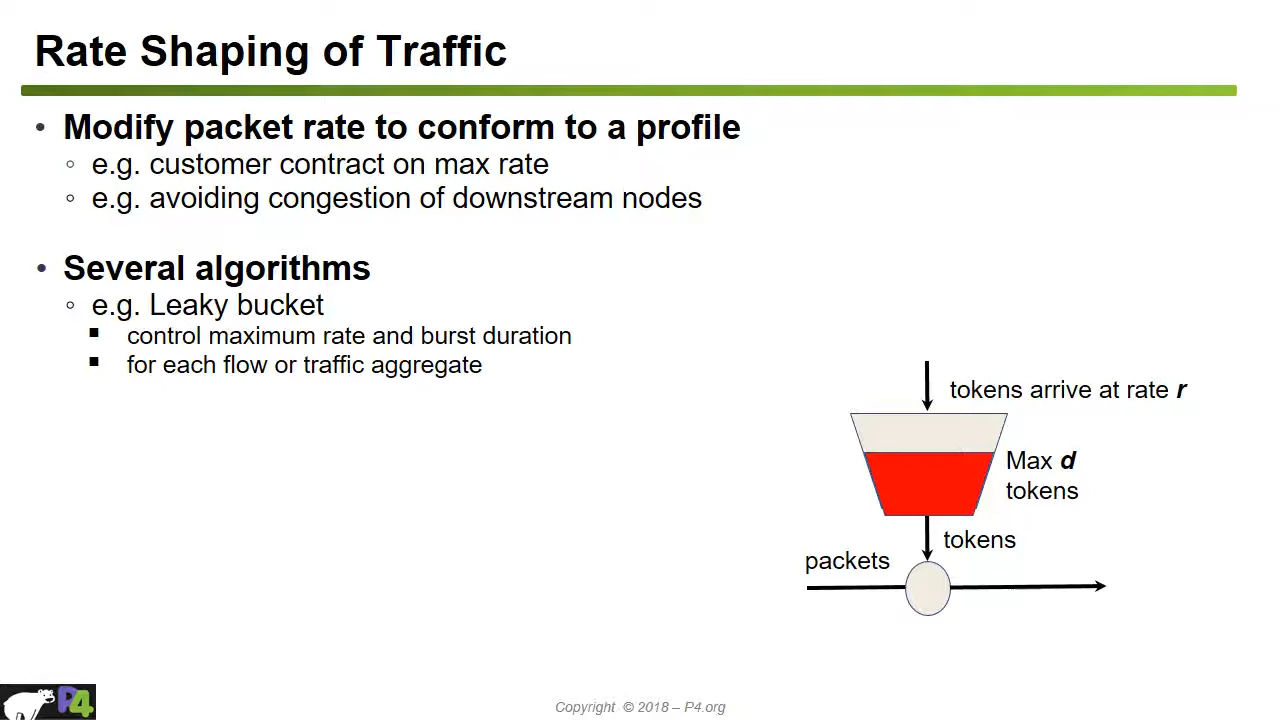 Rate Shaping of Traffic
• Modify packet rate to conform to a profile
◦ e.g. customer contract on max rate
◦ e.g. avoiding congestion of downstream nodes
• Several algorithms
◦ e.g. Leaky bucket
▪ control maximum rate and burst duration
▪ for each flow or traffic aggregate
tokens arrive at rate r
Max d
tokens
tokens
packets
P4
Copyright © 2018 – P4.org